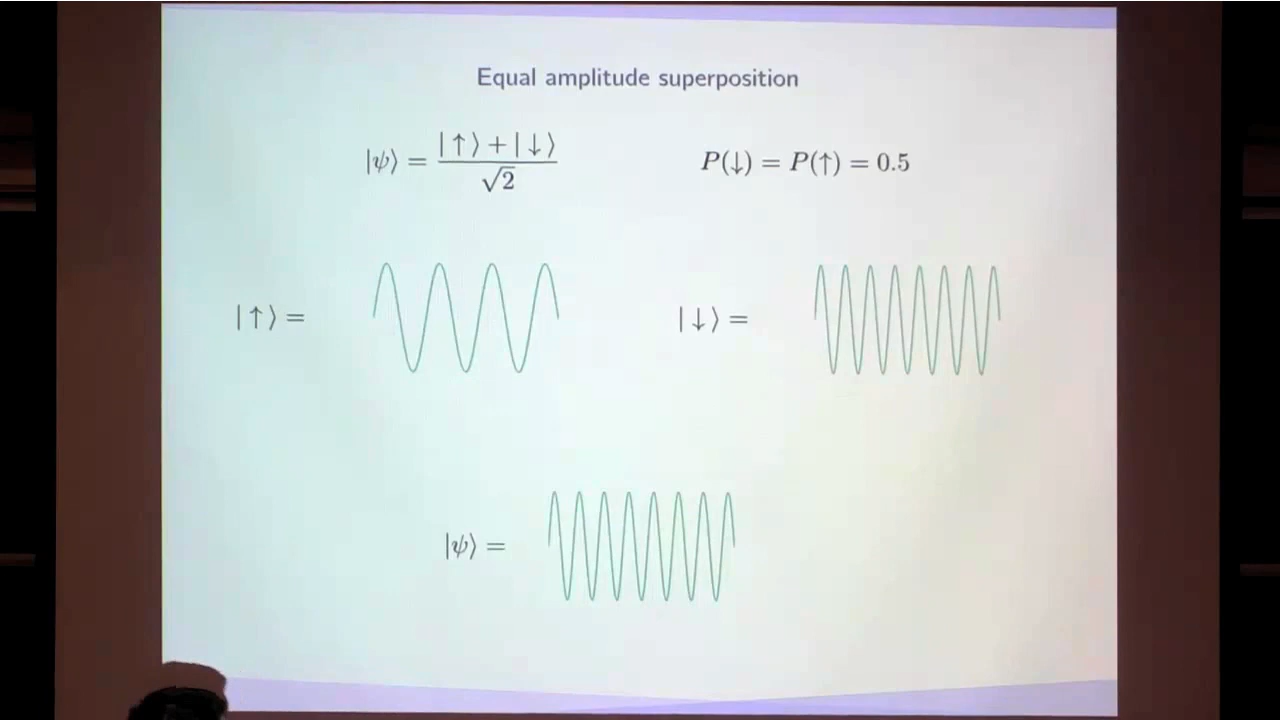 Equal amplitude superposition
|ψ⟩ = (|↑⟩ + |↓⟩)/√2
P(↓) = P(↑) = 0.5
|↑⟩ =
|↓⟩ =
|ψ⟩ =